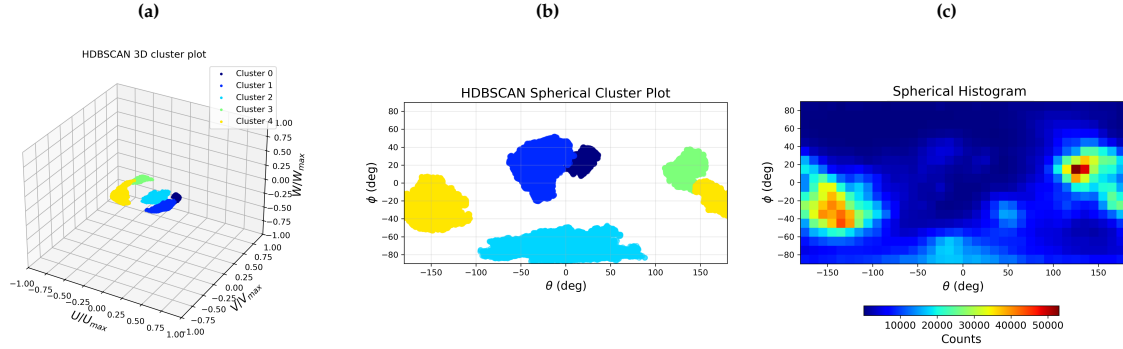 (a)
HDBSCAN 3D cluster plot
Cluster 0
Cluster 1
Cluster 2
Cluster 3
Cluster 4
1.00
0.75
0.50
0.25
0.00
−0.25
−0.50
−0.75
−1.00
W/Wmax
1.00
0.75
0.50
0.25
0.00
−0.25
−0.50
−0.75
−1.00
V/Vmax
−1.00
−0.75
−0.50
−0.25
0.00
0.25
0.50
0.75
1.00
U/Umax
(b)
HDBSCAN Spherical Cluster Plot
80
60
40
20
0
−20
−40
−60
−80
ϕ (deg)
−150 −100 −50 0 50 100 150
θ (deg)
(c)
Spherical Histogram
80
60
40
20
0
−20
−40
−60
−80
ϕ (deg)
−150 −100 −50 0 50 100 150
θ (deg)
10000 20000 30000 40000 50000
Counts